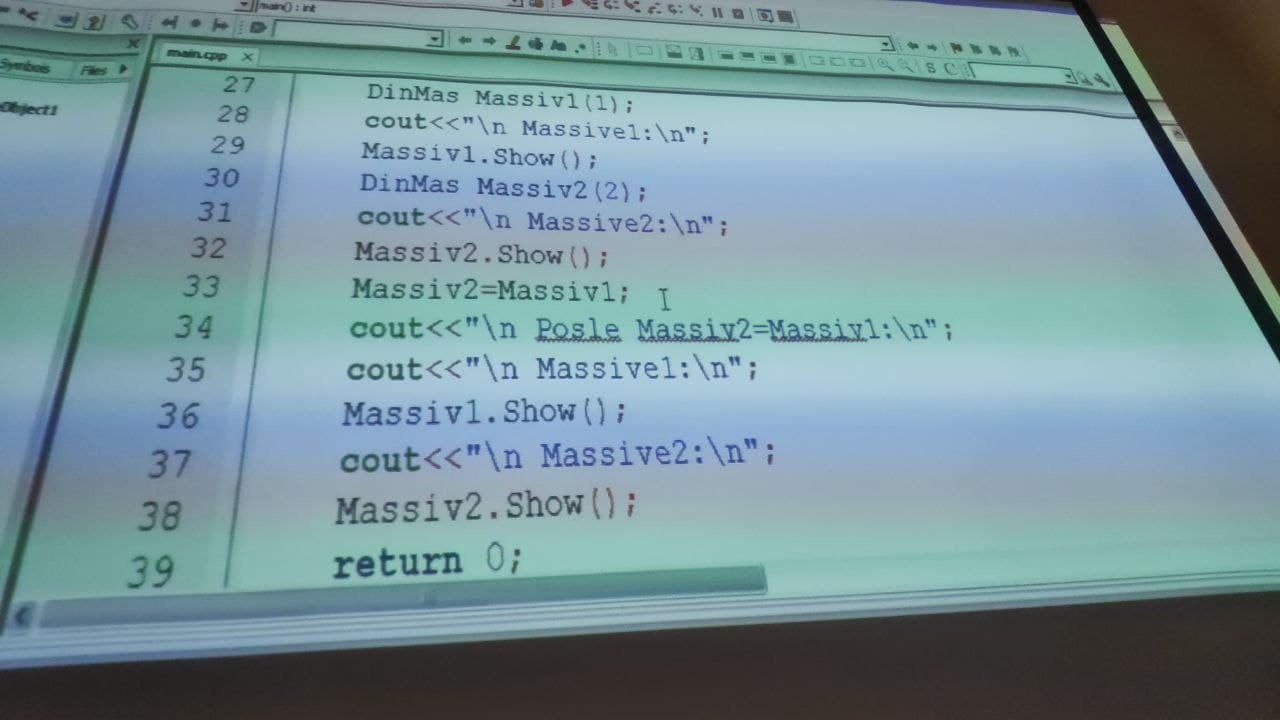 main() : int
main.cpp ×
Symbols Files
Object1
27 DinMas Massiv1(1);
28 cout<<"\n Massive1:\n";
29 Massiv1.Show();
30 DinMas Massiv2(2);
31 cout<<"\n Massive2:\n";
32 Massiv2.Show();
33 Massiv2=Massiv1;
34 cout<<"\n Posle Massiv2=Massiv1:\n";
35 cout<<"\n Massive1:\n";
36 Massiv1.Show();
37 cout<<"\n Massive2:\n";
38 Massiv2.Show();
39 return 0;